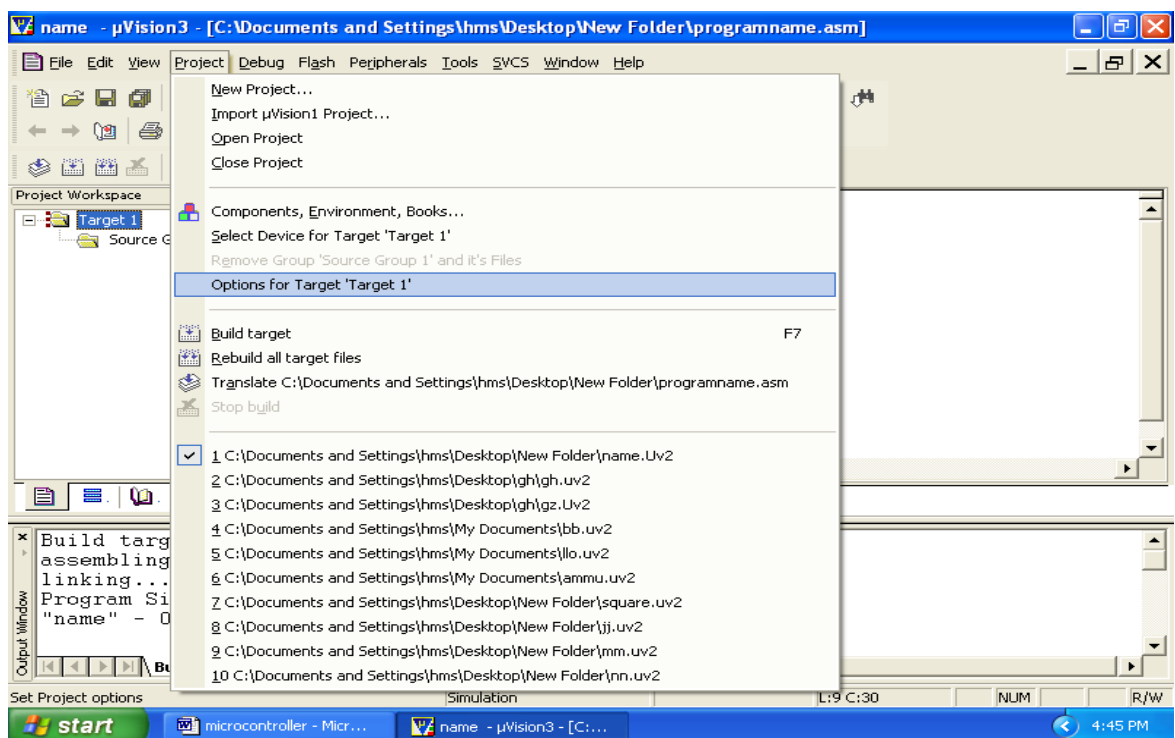 name - µVision3 - [C:\Documents and Settings\hms\Desktop\New Folder\programname.asm]
File Edit View Project Debug Flash Peripherals Tools SVCS Window Help
New Project...
Import µVision1 Project...
Open Project
Close Project
Project Workspace
Target 1
Source G
Components, Environment, Books...
Select Device for Target 'Target 1'
Remove Group 'Source Group 1' and it's Files
Options for Target 'Target 1'
Build target F7
Rebuild all target files
Translate C:\Documents and Settings\hms\Desktop\New Folder\programname.asm
Stop build
1 C:\Documents and Settings\hms\Desktop\New Folder\name.Uv2
2 C:\Documents and Settings\hms\Desktop\gh\gh.uv2
3 C:\Documents and Settings\hms\Desktop\gh\gz.Uv2
4 C:\Documents and Settings\hms\My Documents\bb.uv2
5 C:\Documents and Settings\hms\My Documents\llo.uv2
6 C:\Documents and Settings\hms\My Documents\ammu.uv2
7 C:\Documents and Settings\hms\Desktop\New Folder\square.uv2
8 C:\Documents and Settings\hms\Desktop\New Folder\jj.uv2
9 C:\Documents and Settings\hms\Desktop\New Folder\mm.uv2
10 C:\Documents and Settings\hms\Desktop\New Folder\nn.uv2
Build targ
assembling
linking...
Program Si
"name" - 0
Output Window
Bu
Set Project options Simulation L:9 C:30 NUM R/W
start microcontroller - Micr... name - µVision3 - [C:... 4:45 PM